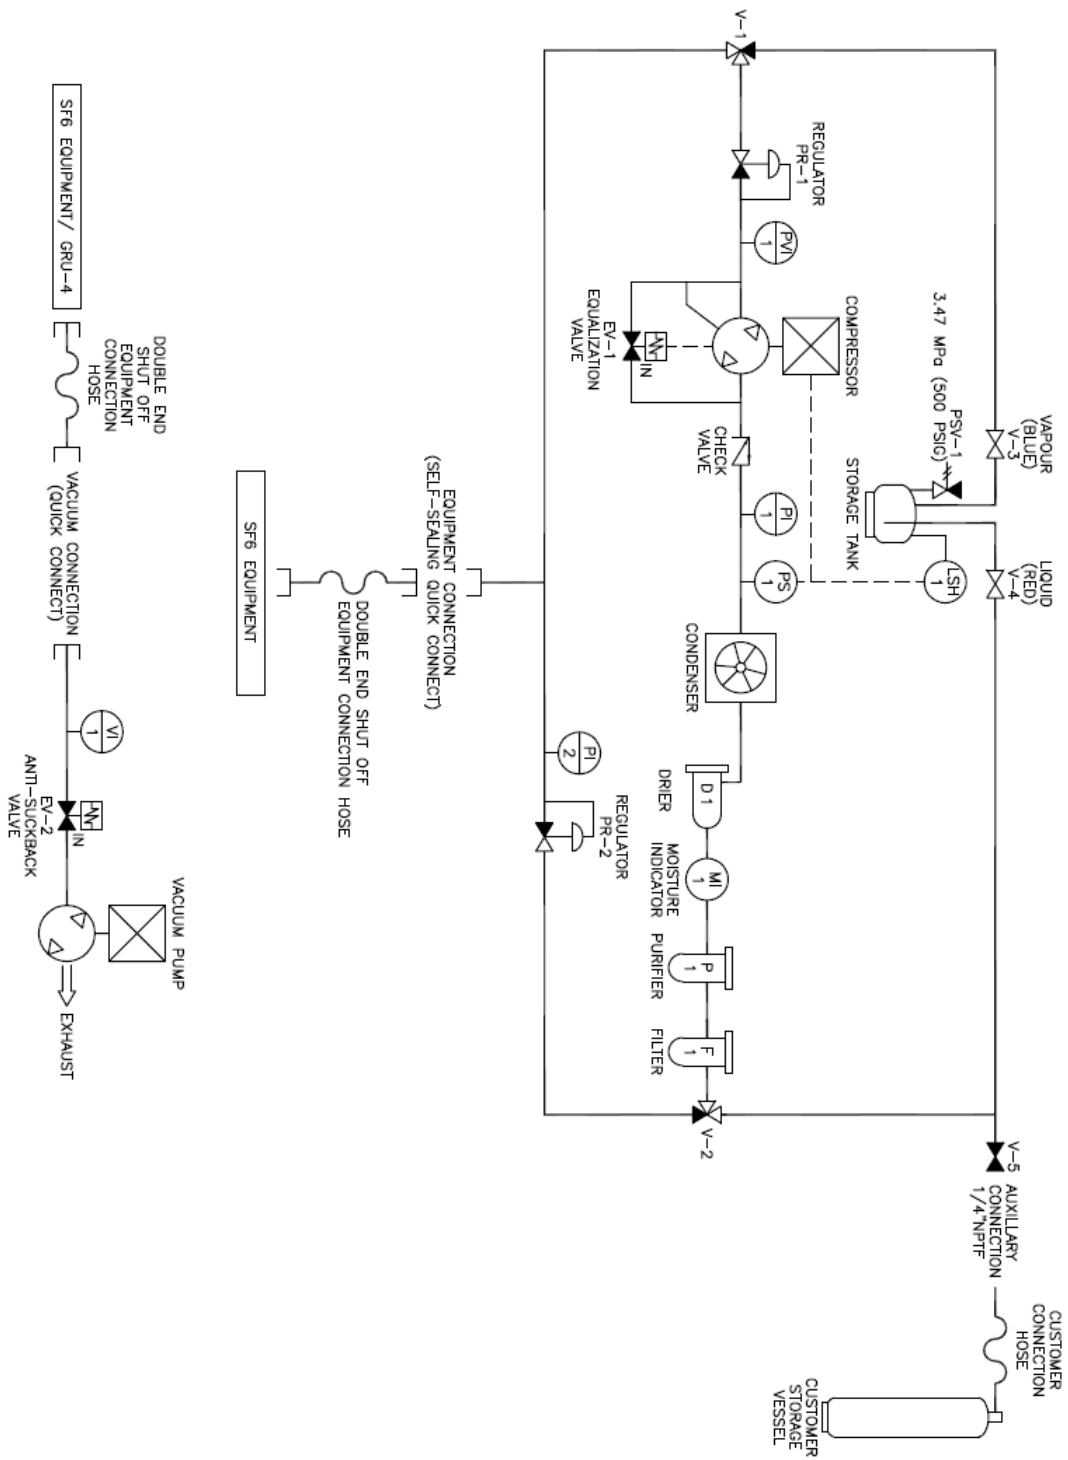 V-1
REGULATOR
PR-1
PVI
1
COMPRESSOR
EV-1
EQUALIZATION
VALVE
IN
3.47 MPa (500 PSIG)
PSV-1
VAPOUR
(BLUE)
V-3
STORAGE TANK
LIQUID
(RED)
V-4
LSH
1
CHECK
VALVE
PI
1
PS
1
CONDENSER
D 1
DRIER
MI
1
MOISTURE
INDICATOR
P
1
PURIFIER
F
1
FILTER
V-2
V-5
AUXILLARY
CONNECTION
1/4"NPTF
CUSTOMER
CONNECTION
HOSE
CUSTOMER
STORAGE
VESSEL
EQUIPMENT CONNECTION
(SELF-SEALING QUICK CONNECT)
DOUBLE END SHUT OFF
EQUIPMENT CONNECTION HOSE
SF6 EQUIPMENT
PI
2
REGULATOR
PR-2
SF6 EQUIPMENT/ GRU-4
DOUBLE END
SHUT OFF
EQUIPMENT
CONNECTION
HOSE
VACUUM CONNECTION
(QUICK CONNECT)
VI
1
IN
EV-2
ANTI-SUCKBACK
VALVE
VACUUM PUMP
EXHAUST